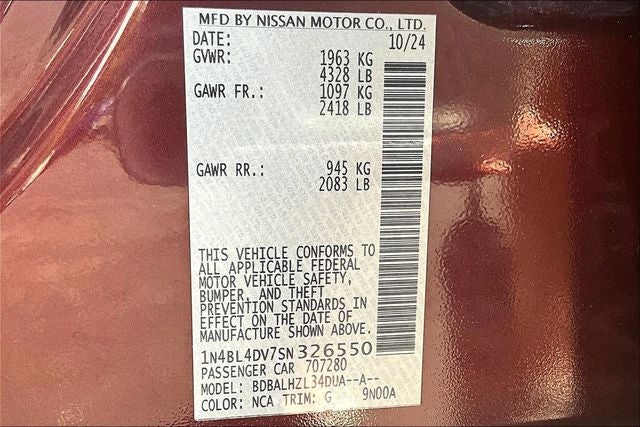 MFD BY NISSAN MOTOR CO., LTD.
DATE: 10/24
GVWR: 1963 KG
4328 LB
GAWR FR.: 1097 KG
2418 LB
GAWR RR.: 945 KG
2083 LB
THIS VEHICLE CONFORMS TO
ALL APPLICABLE FEDERAL
MOTOR VEHICLE SAFETY,
BUMPER, AND THEFT
PREVENTION STANDARDS IN
EFFECT ON THE DATE OF
MANUFACTURE SHOWN ABOVE.
1N4BL4DV7SN326550
PASSENGER CAR 707280
MODEL: BDBALHZL34DUA--A--
COLOR: NCA TRIM: G 9N00A